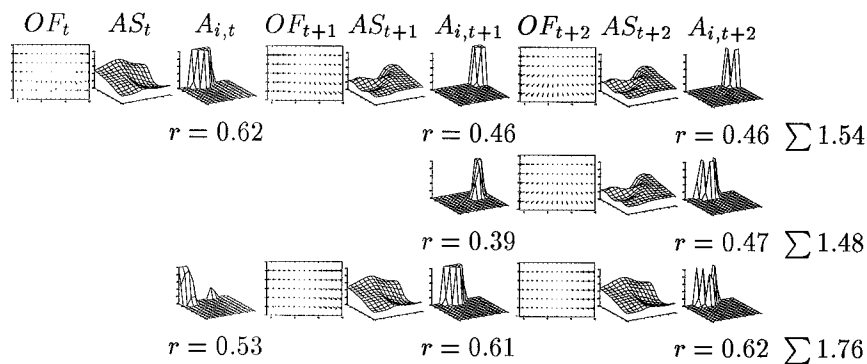 OF_t AS_t A_{i,t} OF_{t+1} AS_{t+1} A_{i,t+1} OF_{t+2} AS_{t+2} A_{i,t+2}
r = 0.62 r = 0.46 r = 0.46 ∑ 1.54
r = 0.39 r = 0.47 ∑ 1.48
r = 0.53 r = 0.61 r = 0.62 ∑ 1.76